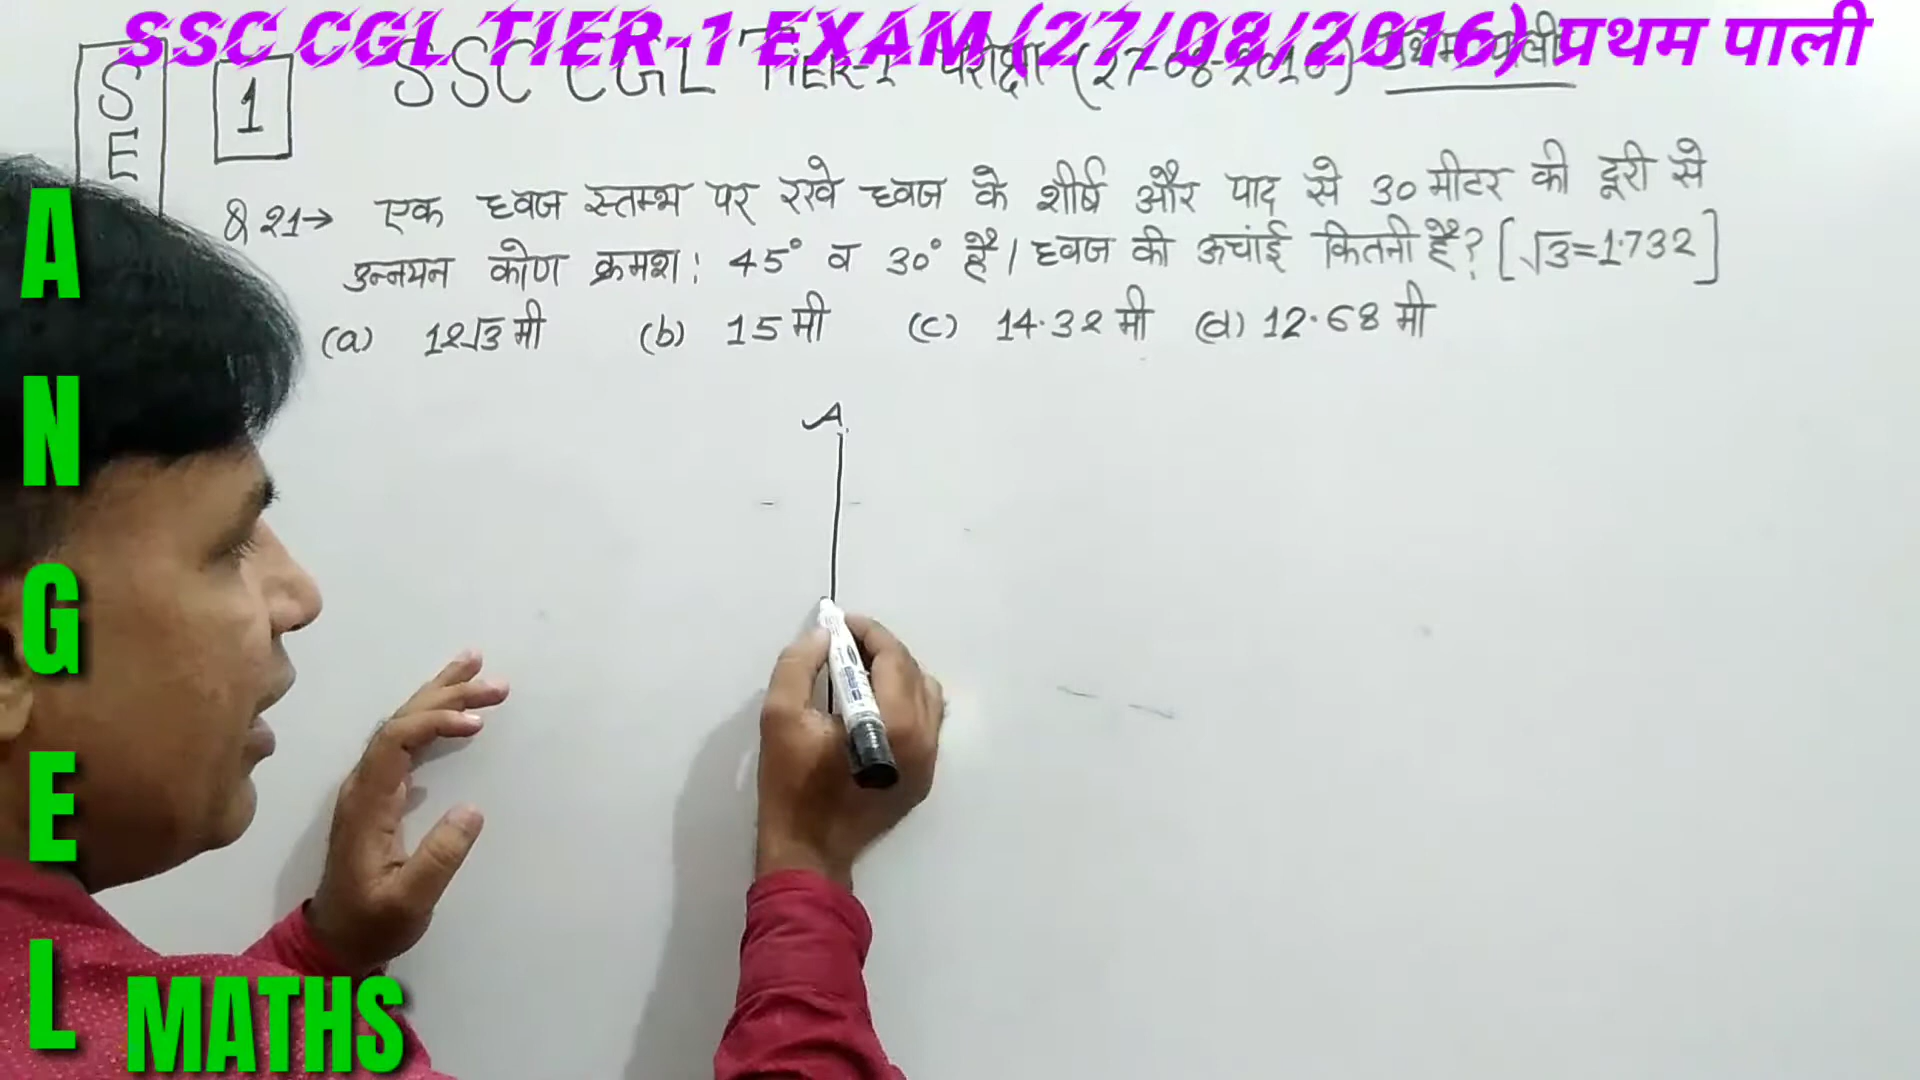 SSC CGL TIER-1 EXAM (27/08/2016) प्रथम पाली
SSC CGL TIER-1 परीक्षा (27-08-2016)
S
E
1
Q 21→ एक ध्वज स्तम्भ पर रखे ध्वज के शीर्ष और पाद से 30 मीटर की दूरी से
उन्नयन कोण क्रमश: 45° व 30° है। ध्वज की ऊचांई कितनी है? [√3=1.732]
(a) 12√3 मी (b) 15 मी (c) 14.32 मी (d) 12.68 मी
A
ANGEL
MATHS